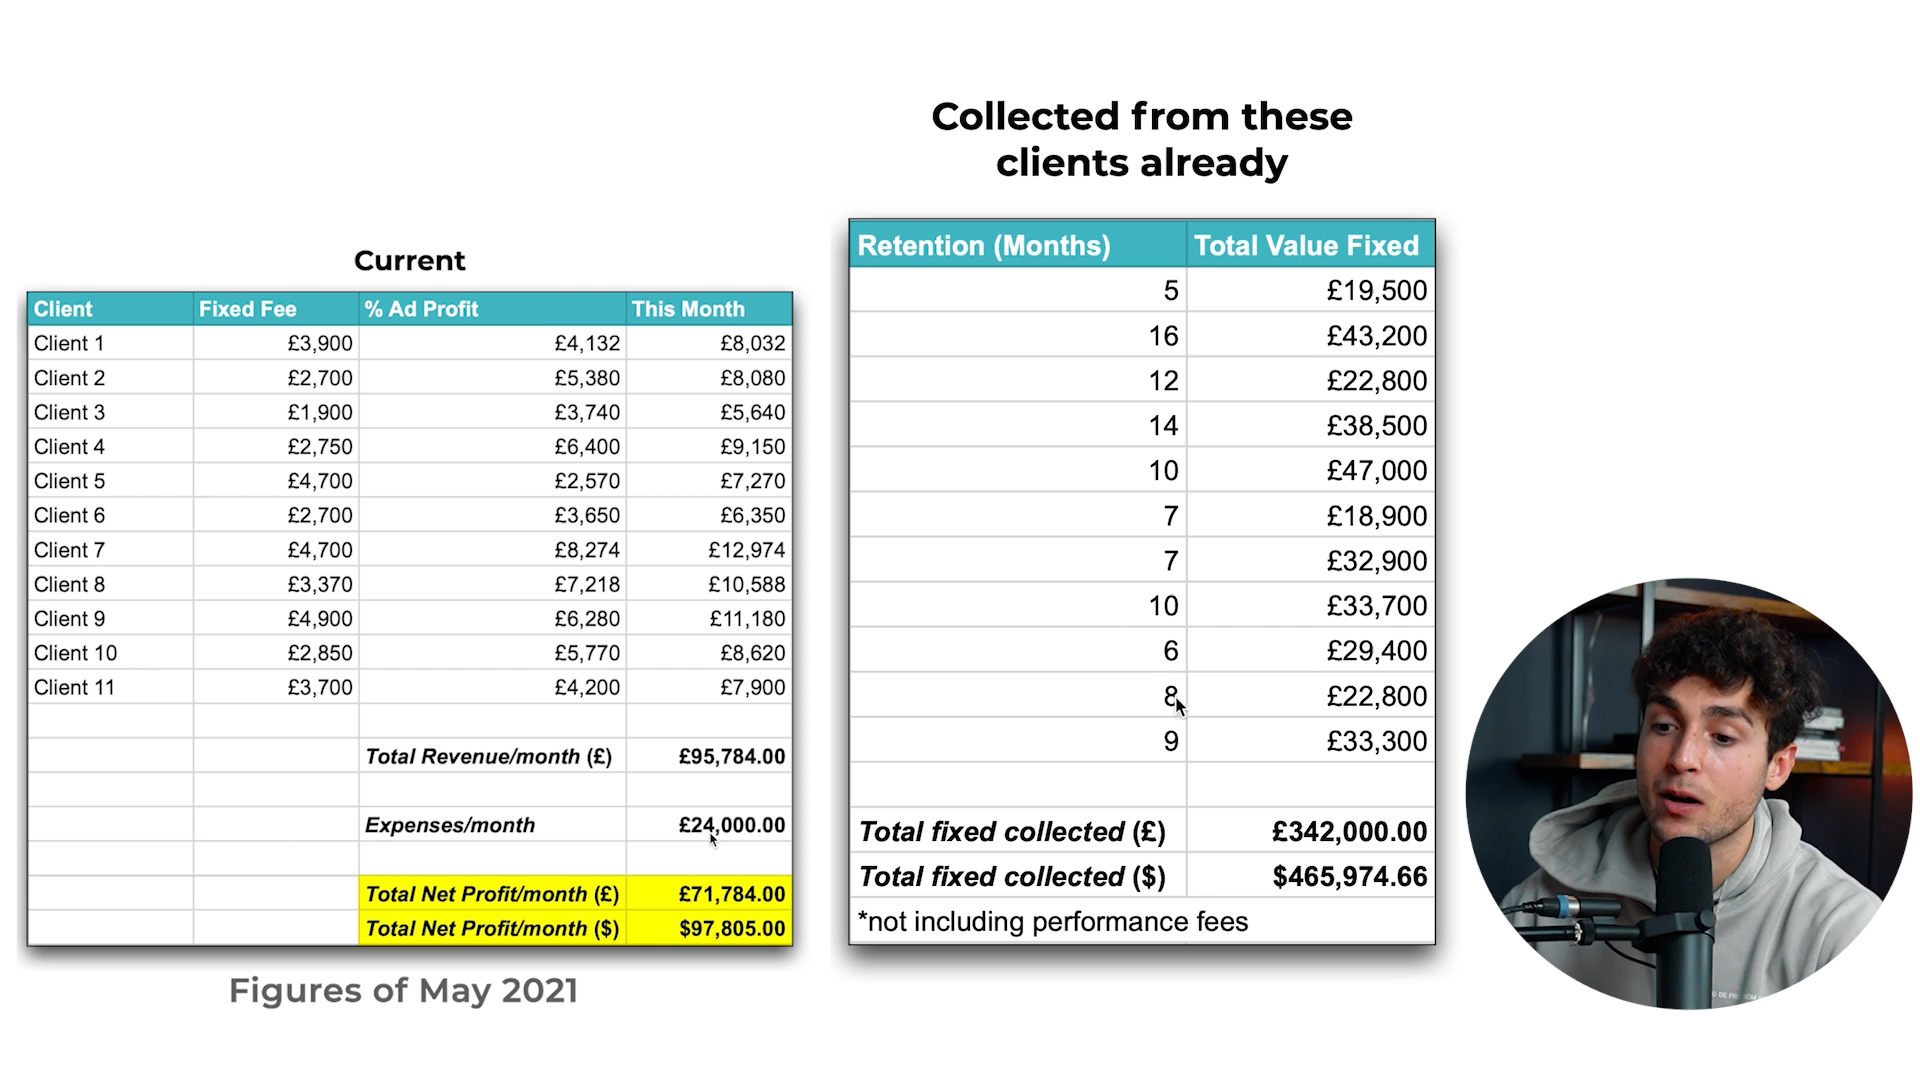 Collected from these
clients already
Current
Client Fixed Fee % Ad Profit This Month
Client 1 £3,900 £4,132 £8,032
Client 2 £2,700 £5,380 £8,080
Client 3 £1,900 £3,740 £5,640
Client 4 £2,750 £6,400 £9,150
Client 5 £4,700 £2,570 £7,270
Client 6 £2,700 £3,650 £6,350
Client 7 £4,700 £8,274 £12,974
Client 8 £3,370 £7,218 £10,588
Client 9 £4,900 £6,280 £11,180
Client 10 £2,850 £5,770 £8,620
Client 11 £3,700 £4,200 £7,900
Total Revenue/month (£) £95,784.00
Expenses/month £24,000.00
Total Net Profit/month (£) £71,784.00
Total Net Profit/month ($) $97,805.00
Figures of May 2021
Retention (Months) Total Value Fixed
5 £19,500
16 £43,200
12 £22,800
14 £38,500
10 £47,000
7 £18,900
7 £32,900
10 £33,700
6 £29,400
8 £22,800
9 £33,300
Total fixed collected (£) £342,000.00
Total fixed collected ($) $465,974.66
*not including performance fees